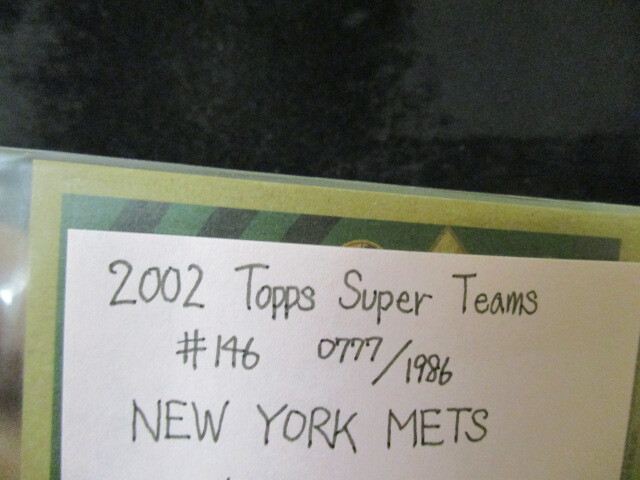 2002 Topps Super Teams
#146 0777/1986
NEW YORK METS